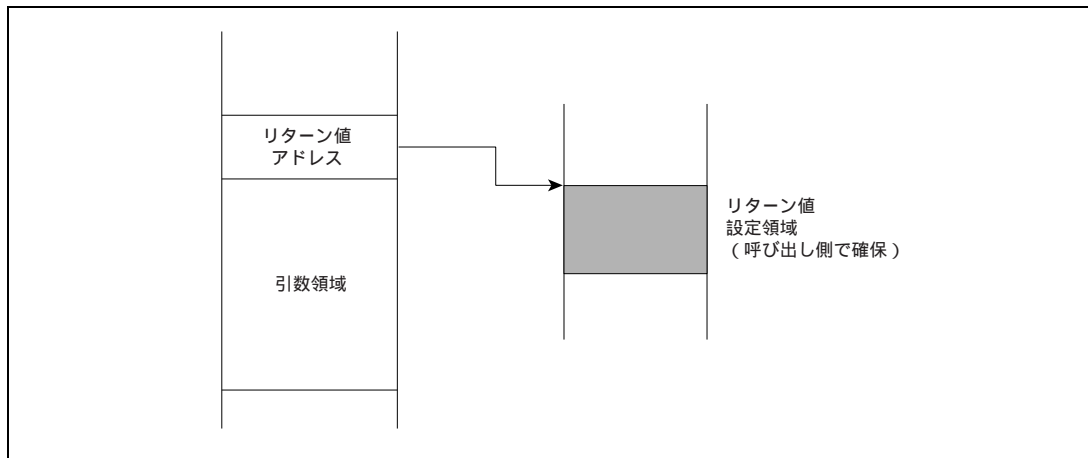 リターン値
アドレス
引数領域
リターン値
設定領域
(呼び出し側で確保)